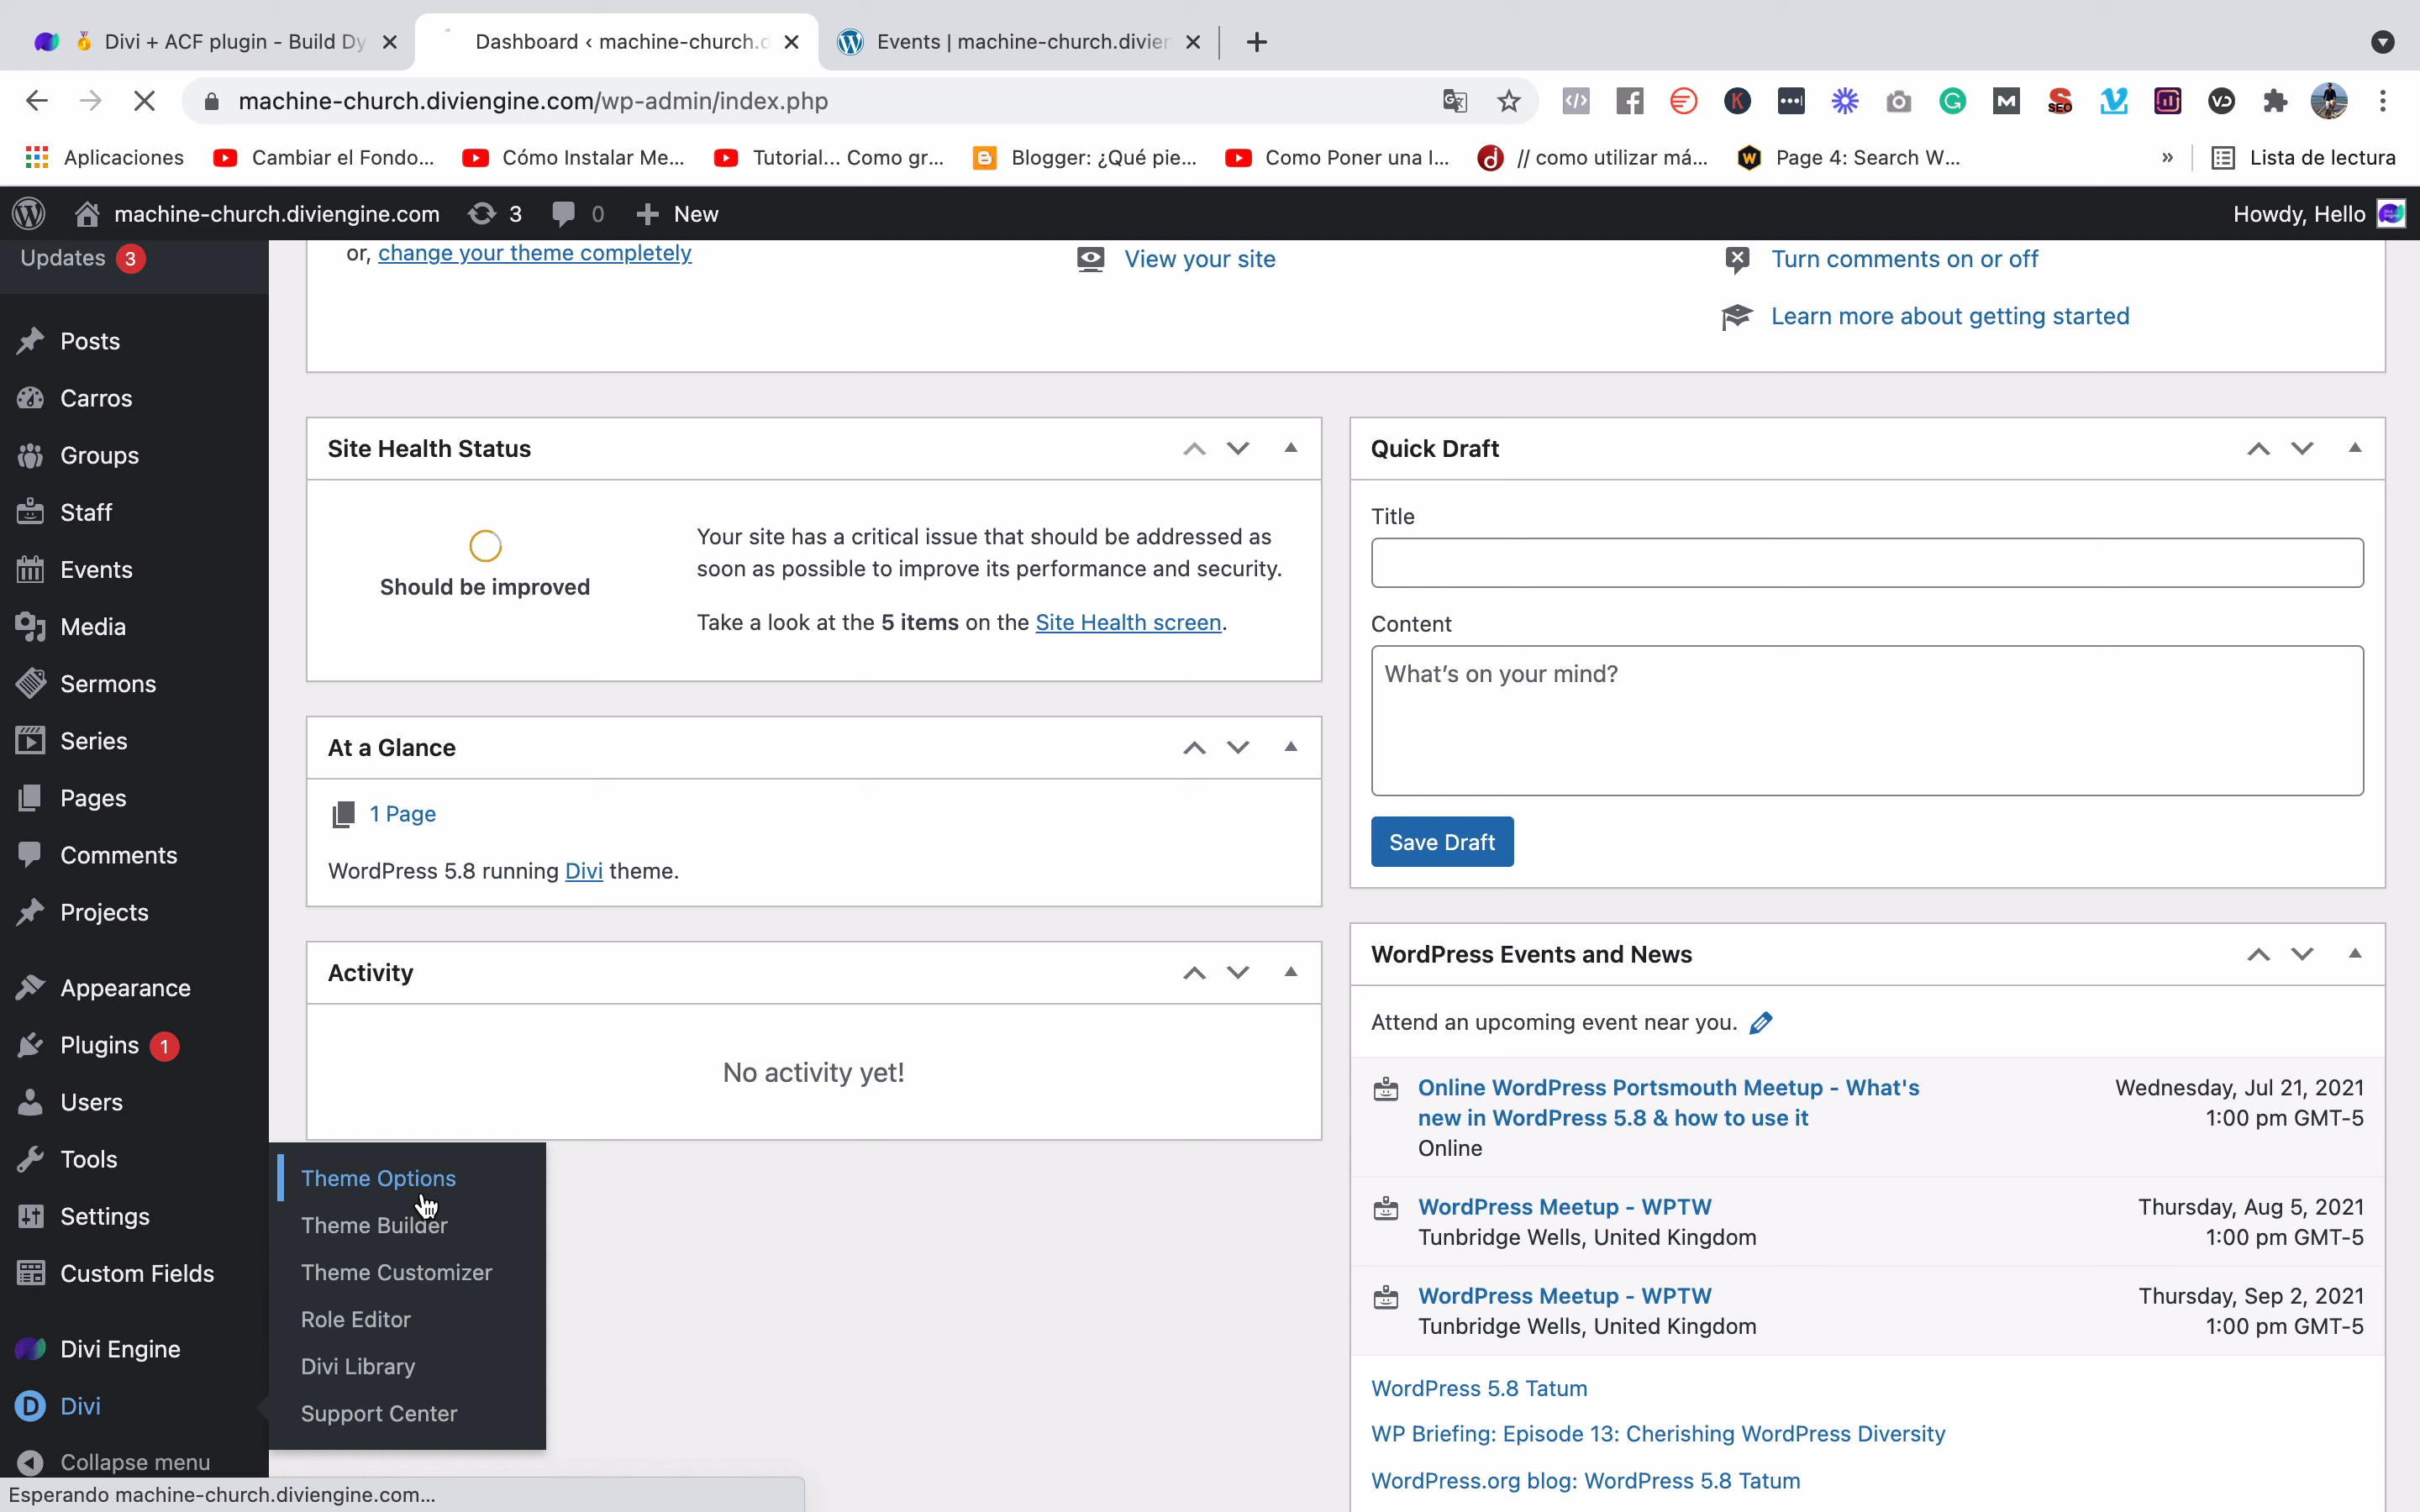 Divi + ACF plugin - Build Dy
Dashboard ‹ machine-church.d
Events | machine-church.divier
machine-church.diviengine.com/wp-admin/index.php
Aplicaciones
Cambiar el Fondo...
Cómo Instalar Me...
Tutorial... Como gr...
Blogger: ¿Qué pie...
Como Poner una I...
// como utilizar má...
Page 4: Search W...
»
Lista de lectura
machine-church.diviengine.com
3
0
New
Howdy, Hello
Updates 3
Posts
Carros
Groups
Staff
Events
Media
Sermons
Series
Pages
Comments
Projects
Appearance
Plugins 1
Users
Tools
Settings
Custom Fields
Divi Engine
Divi
Collapse menu
Theme Options
Theme Builder
Theme Customizer
Role Editor
Divi Library
Support Center
or, change your theme completely
View your site
Turn comments on or off
Learn more about getting started
Site Health Status
Should be improved
Your site has a critical issue that should be addressed as
soon as possible to improve its performance and security.
Take a look at the 5 items on the Site Health screen.
At a Glance
1 Page
WordPress 5.8 running Divi theme.
Activity
No activity yet!
Quick Draft
Title
Content
What's on your mind?
Save Draft
WordPress Events and News
Attend an upcoming event near you.
Online WordPress Portsmouth Meetup - What's
new in WordPress 5.8 & how to use it
Online
Wednesday, Jul 21, 2021
1:00 pm GMT-5
WordPress Meetup - WPTW
Tunbridge Wells, United Kingdom
Thursday, Aug 5, 2021
1:00 pm GMT-5
WordPress Meetup - WPTW
Tunbridge Wells, United Kingdom
Thursday, Sep 2, 2021
1:00 pm GMT-5
WordPress 5.8 Tatum
WP Briefing: Episode 13: Cherishing WordPress Diversity
WordPress.org blog: WordPress 5.8 Tatum
Esperando machine-church.diviengine.com...